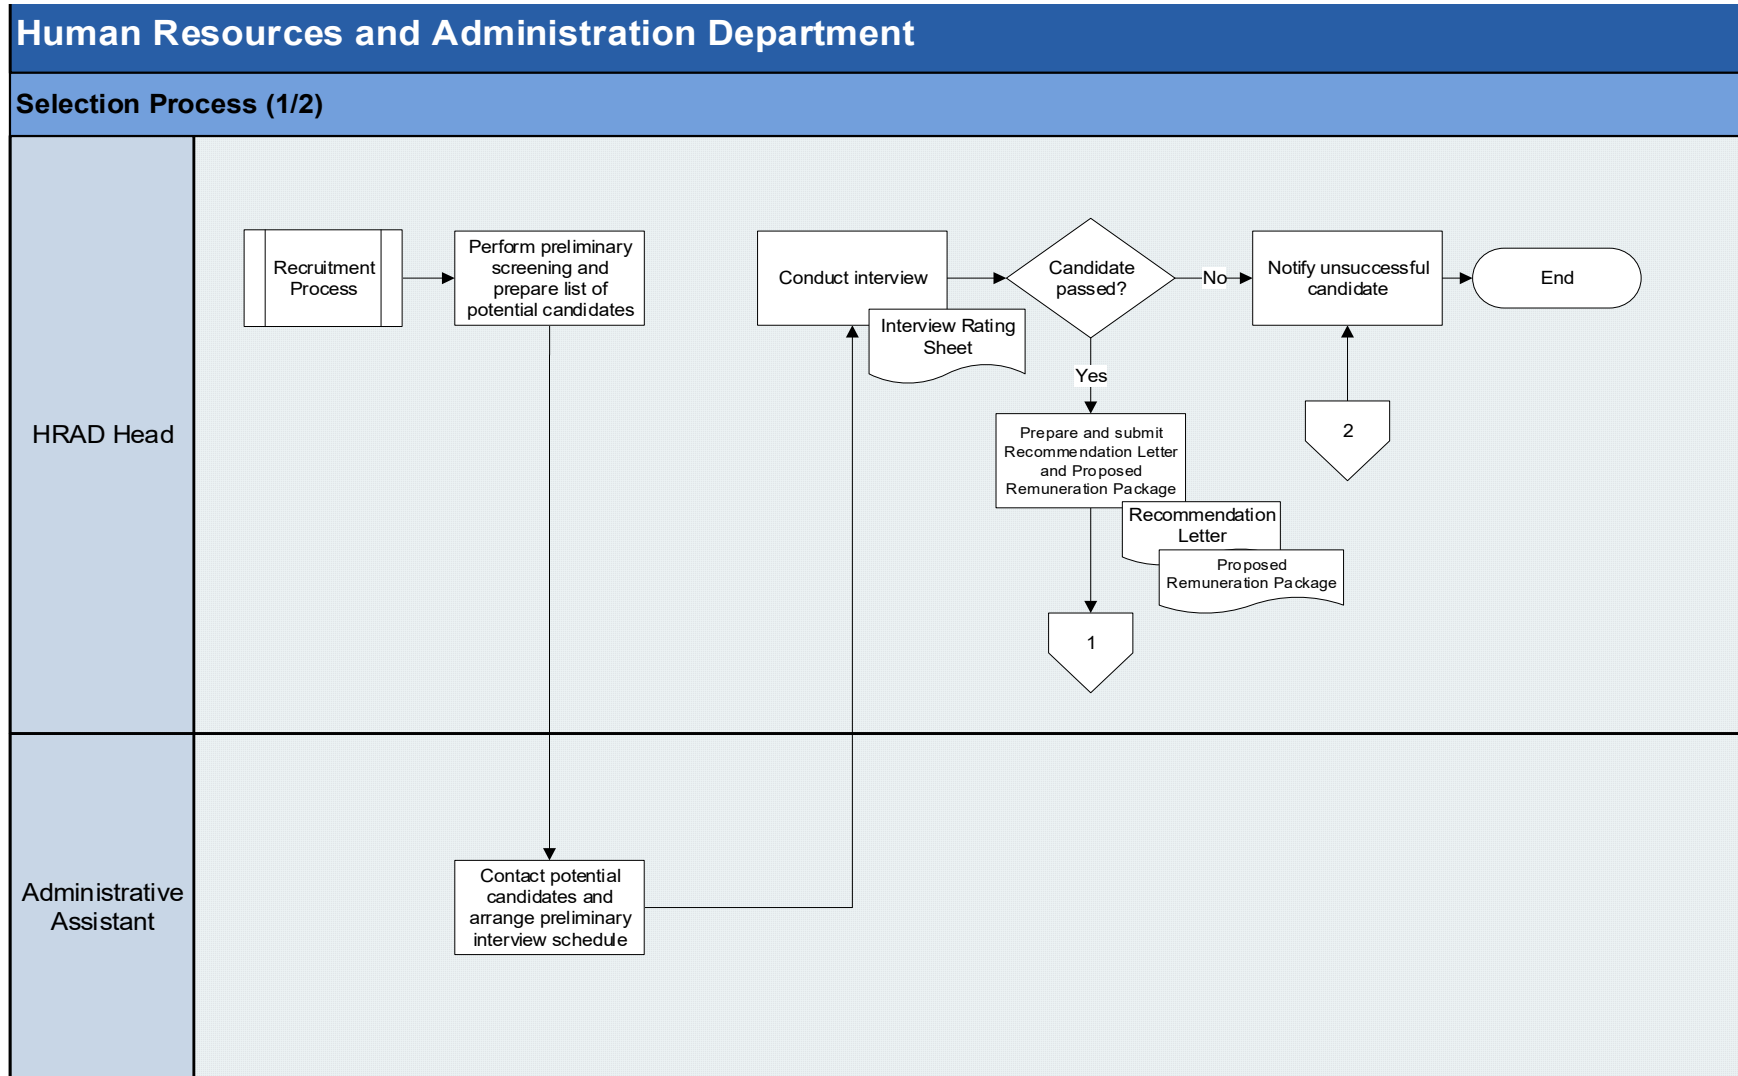 Human Resources and Administration Department
Selection Process (1/2)
HRAD Head
Recruitment
Process
Perform preliminary
screening and
prepare list of
potential candidates
Conduct interview
Interview Rating
Sheet
Candidate
passed?
No
Notify unsuccessful
candidate
End
Yes
Prepare and submit
Recommendation Letter
and Proposed
Remuneration Package
Recommendation
Letter
Proposed
Remuneration Package
2
1
Administrative
Assistant
Contact potential
candidates and
arrange preliminary
interview schedule